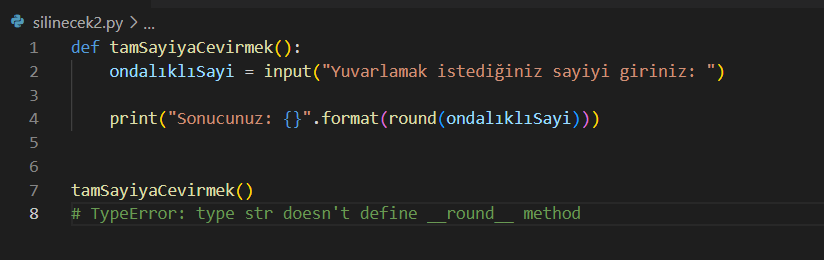 silinecek2.py > ...
1 def tamSayiyaCevirmek():
2     ondalıklıSayi = input("Yuvarlamak istediğiniz sayiyi giriniz: ")
3
4     print("Sonucunuz: {}".format(round(ondalıklıSayi)))
5
6
7 tamSayiyaCevirmek()
8 # TypeError: type str doesn't define __round__ method